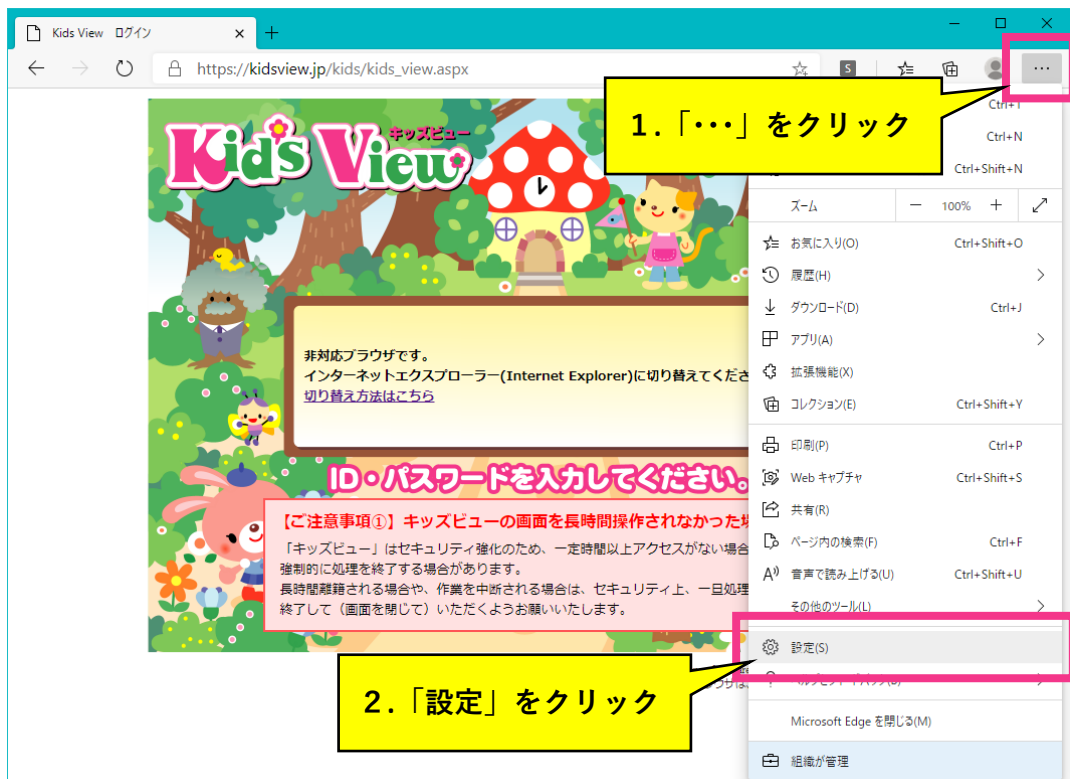 Kids View ログイン
https://kidsview.jp/kids/kids_view.aspx
S
1.「・・・」をクリック
Ctrl+T
Ctrl+N
Ctrl+Shift+N
キッズビュー
Kid's View
ズーム 100%
お気に入り(O) Ctrl+Shift+O
履歴(H)
ダウンロード(D) Ctrl+J
アプリ(A)
拡張機能(X)
コレクション(E) Ctrl+Shift+Y
印刷(P) Ctrl+P
Web キャプチャ Ctrl+Shift+S
共有(R)
ページ内の検索(F) Ctrl+F
音声で読み上げる(U) Ctrl+Shift+U
その他のツール(L)
設定(S)
Microsoft Edge を閉じる(M)
組織が管理
非対応ブラウザです。
インターネットエクスプローラー(Internet Explorer)に切り替えてくださ
切り替え方法はこちら
ID・パスワードを入力してください。
【ご注意事項①】キッズビューの画面を長時間操作されなかった場
「キッズビュー」はセキュリティ強化のため、一定時間以上アクセスがない場合
強制的に処理を終了する場合があります。
長時間離籍される場合や、作業を中断される場合は、セキュリティ上、一旦処理
終了して（画面を閉じて）いただくようお願いいたします。
2.「設定」をクリック